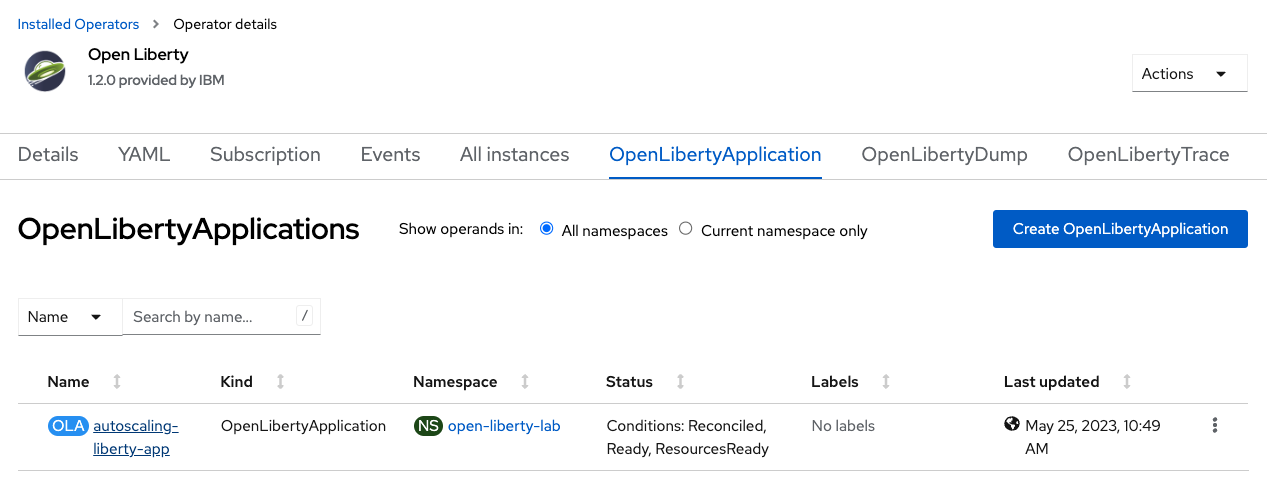 Installed Operators > Operator details
Open Liberty
1.2.0 provided by IBM
Actions
Details YAML Subscription Events All instances OpenLibertyApplication OpenLibertyDump OpenLibertyTrace
OpenLibertyApplications Show operands in: All namespaces Current namespace only Create OpenLibertyApplication
Name Search by name... /
Name Kind Namespace Status Labels Last updated
OLA autoscaling- OpenLibertyApplication NS open-liberty-lab Conditions: Reconciled, No labels May 25, 2023, 10:49
liberty-app Ready, ResourcesReady AM